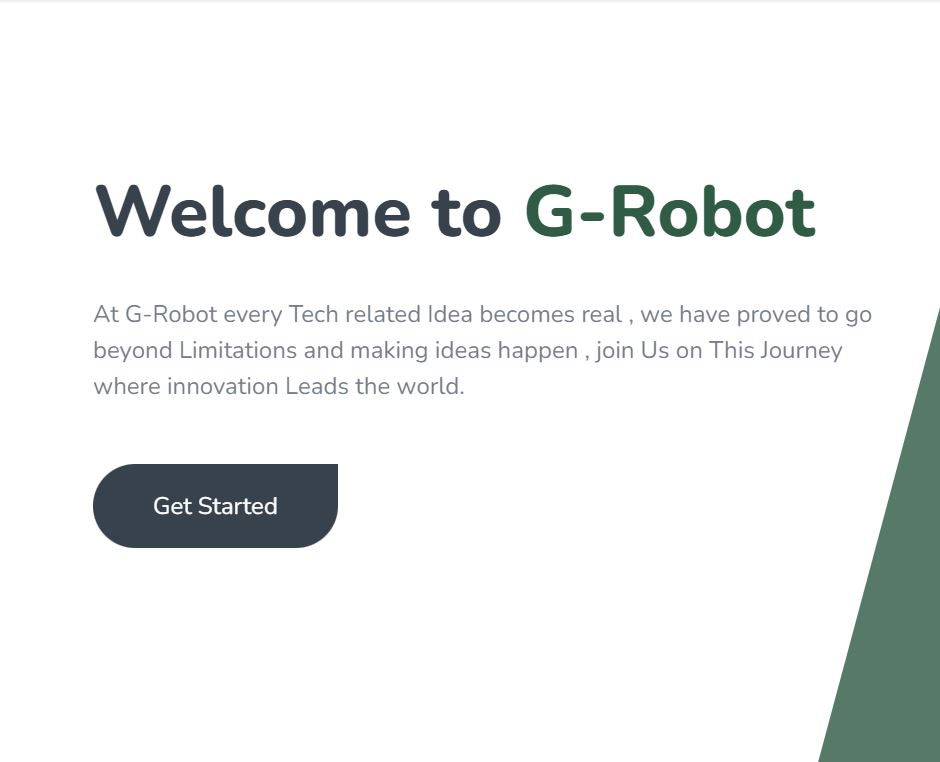 Welcome to G-Robot
At G-Robot every Tech related Idea becomes real , we have proved to go
beyond Limitations and making ideas happen , join Us on This Journey
where innovation Leads the world.
Get Started